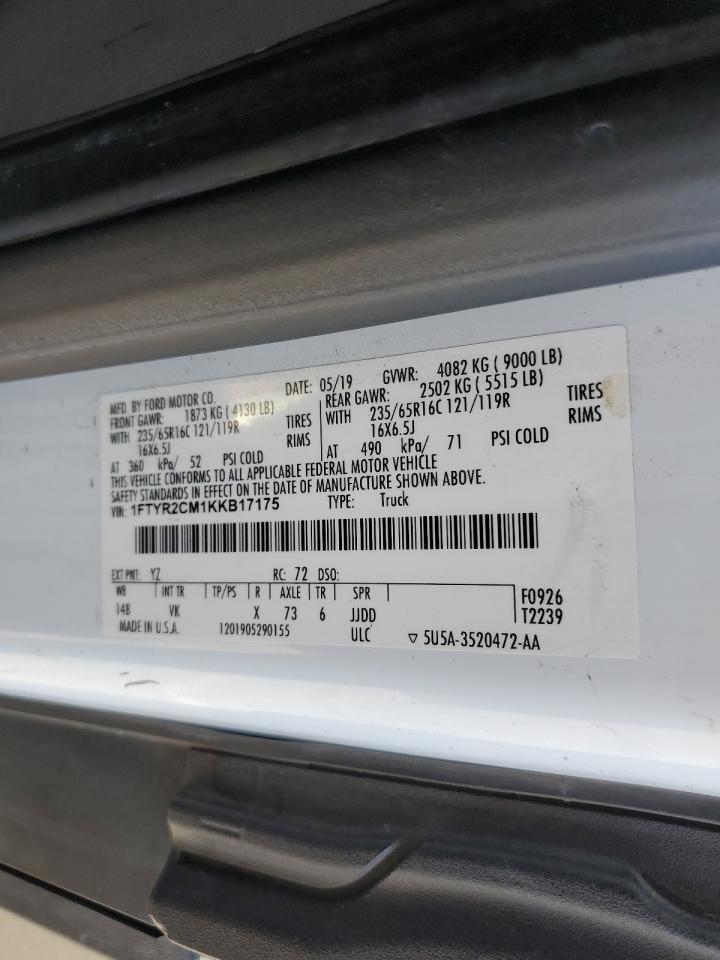 MFD. BY FORD MOTOR CO.
DATE: 05/19 GVWR: 4082 KG ( 9000 LB)
FRONT GAWR: 1873 KG ( 4130 LB)
WITH 235/65R16C 121/119R TIRES
16X6.5J RIMS
AT 360 kPa/ 52 PSI COLD
REAR GAWR: 2502 KG ( 5515 LB)
WITH 235/65R16C 121/119R TIRES
16X6.5J RIMS
AT 490 kPa/ 71 PSI COLD
THIS VEHICLE CONFORMS TO ALL APPLICABLE FEDERAL MOTOR VEHICLE
SAFETY STANDARDS IN EFFECT ON THE DATE OF MANUFACTURE SHOWN ABOVE.
VIN: 1FTYR2CM1KKB17175 TYPE: Truck
EXT PNT: YZ RC: 72 DSO:
WB INT TR TP/PS R AXLE TR SPR F0926
148 VK X 73 6 JJDD T2239
MADE IN U.S.A. 1201905290155 ULC ▽ 5U5A-3520472-AA